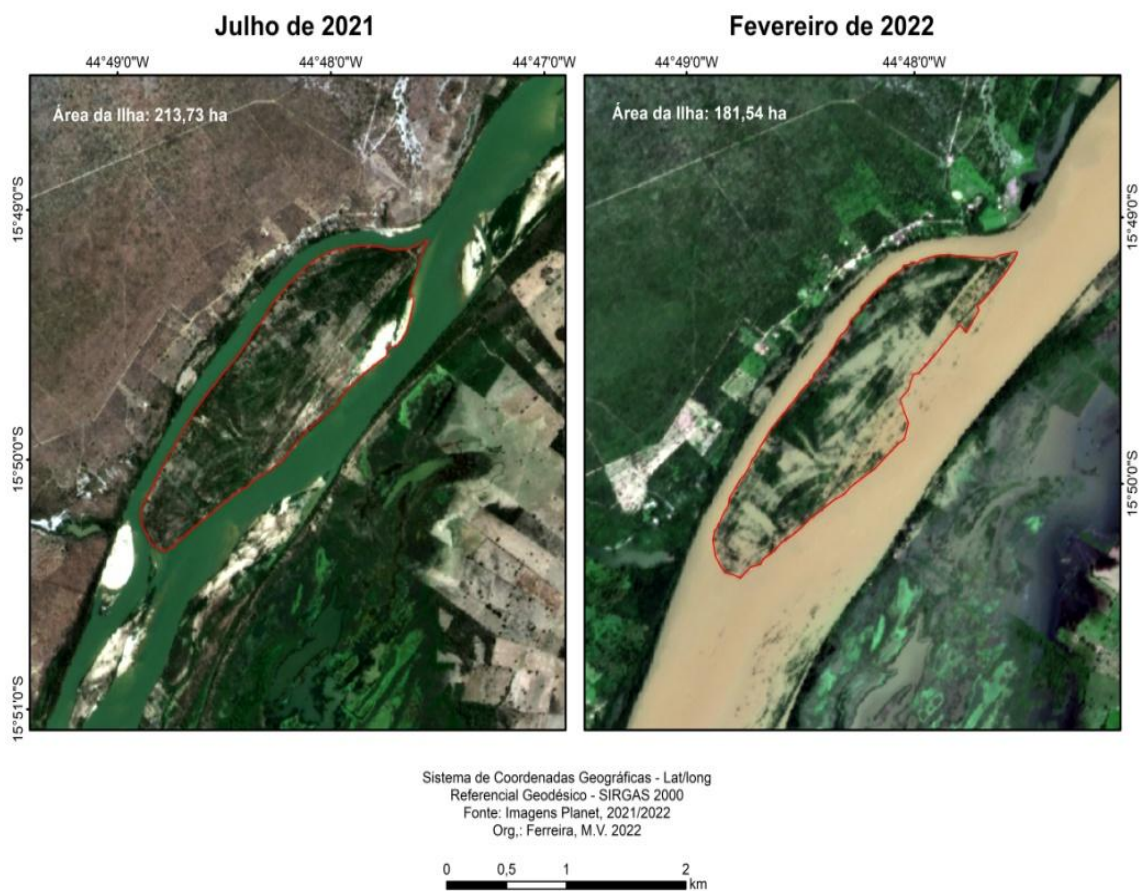 Julho de 2021
44°49'0"W
44°48'0"W
44°47'0"W
Área da Ilha: 213,73 ha
15°49'0"S
15°50'0"S
15°51'0"S
Fevereiro de 2022
44°49'0"W
44°48'0"W
Área da Ilha: 181,54 ha
15°49'0"S
15°50'0"S
Sistema de Coordenadas Geográficas - Lat/long
Referencial Geodésico - SIRGAS 2000
Fonte: Imagens Planet, 2021/2022
Org,: Ferreira, M.V. 2022
0 0,5 1 2
km